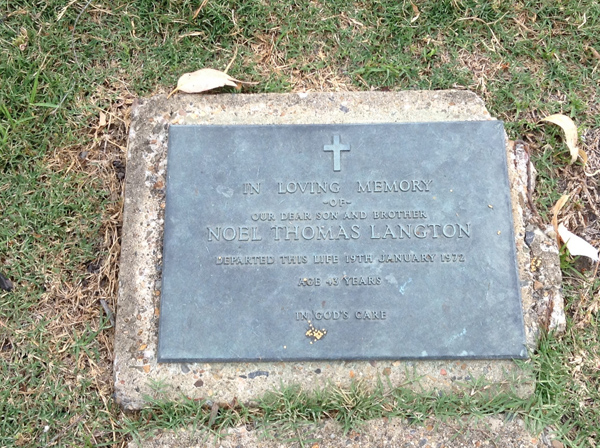 IN LOVING MEMORY
-OF-
OUR DEAR SON AND BROTHER
NOEL THOMAS LANGTON
DEPARTED THIS LIFE 19TH JANUARY 1972
AGE 43 YEARS
IN GOD'S CARE